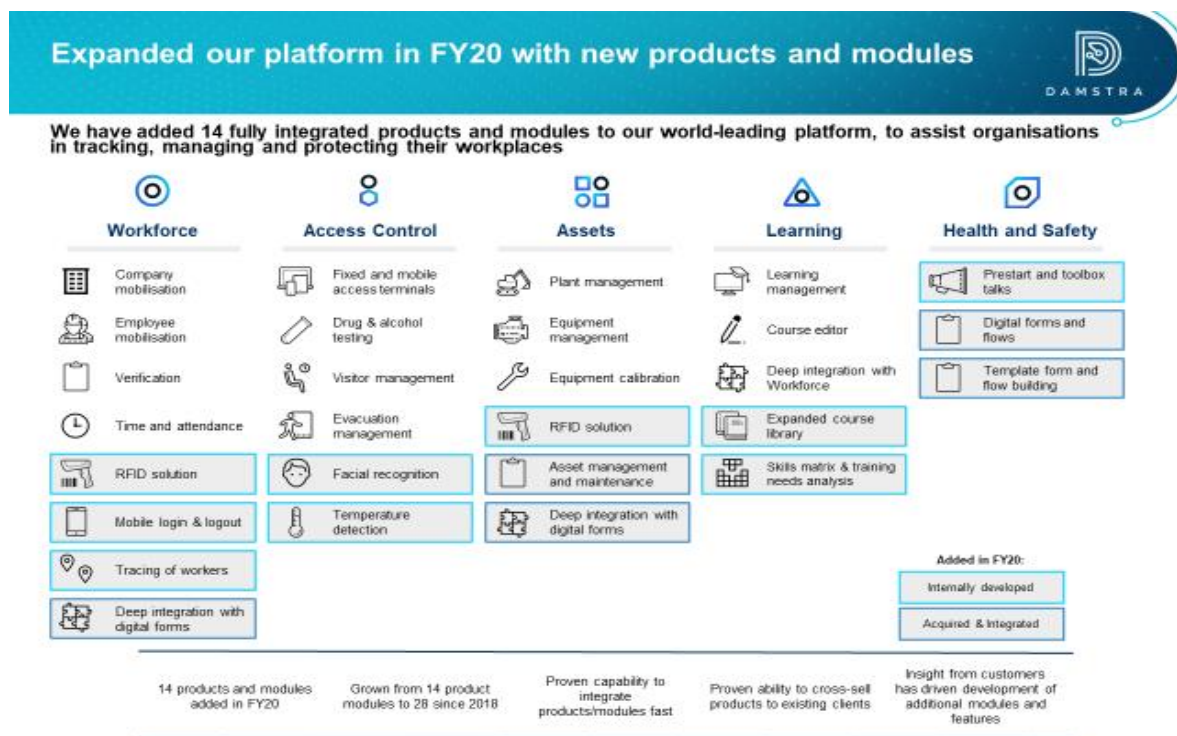 Expanded our platform in FY20 with new products and modules
DAMSTRA
We have added 14 fully integrated products and modules to our world-leading platform, to assist organisations
in tracking, managing and protecting their workplaces
Workforce
Company
mobilisation
Employee
mobilisation
Verification
Time and attendance
RFID solution
Mobile login & logout
Tracing of workers
Deep integration with
digital forms
Access Control
Fixed and mobile
access terminals
Drug & alcohol
testing
Visitor management
Evacuation
management
Facial recognition
Temperature
detection
Assets
Plant management
Equipment
management
Equipment calibration
RFID solution
Asset management
and maintenance
Deep integration with
digital forms
Learning
Learning
management
Course editor
Deep integration with
Workforce
Expanded course
library
Skills matrix & training
needs analysis
Health and Safety
Prestart and toolbox
talks
Digital forms and
flows
Template form and
flow building
Added in FY20:
Internally developed
Acquired & Integrated
14 products and modules
added in FY20
Grown from 14 product
modules to 28 since 2018
Proven capability to
integrate
products/modules fast
Proven ability to cross-sell
products to existing clients
Insight from customers
has driven development of
additional modules and
features